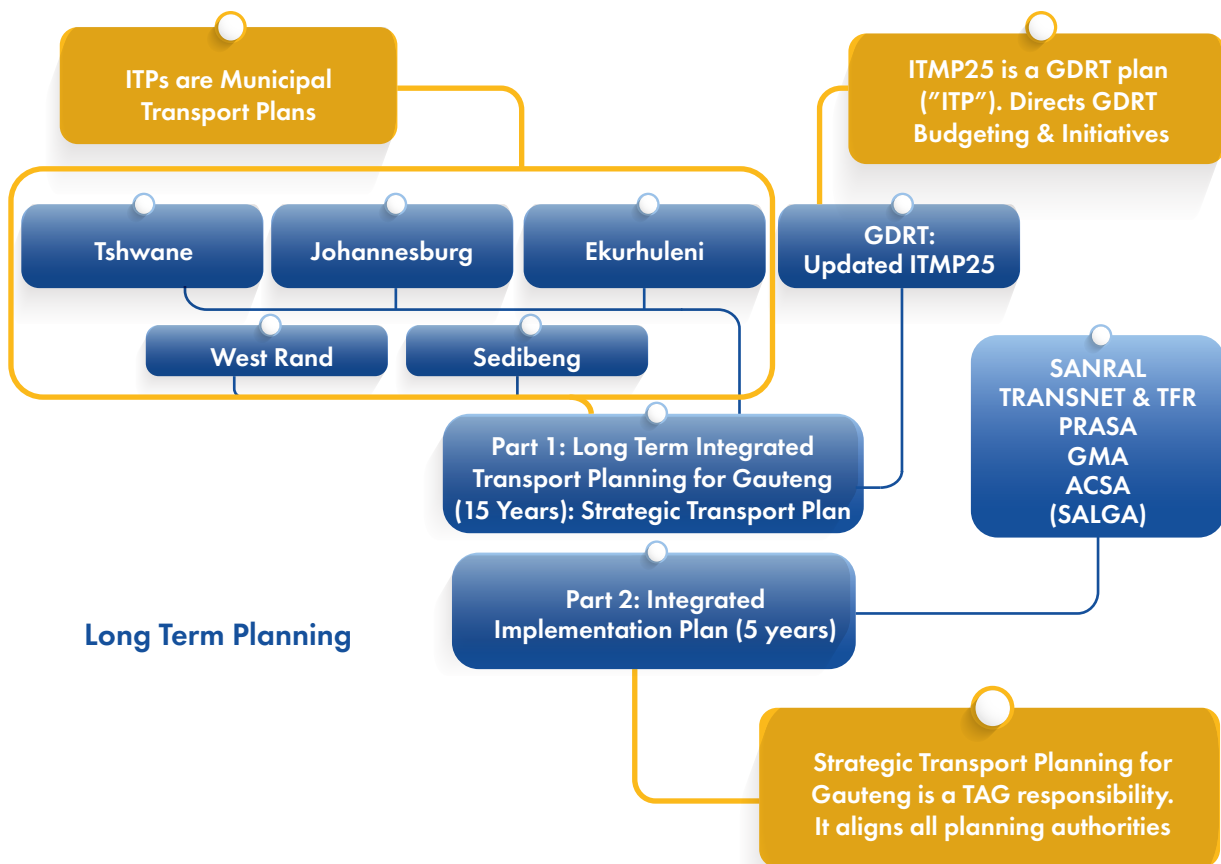 ITPs are Municipal
Transport Plans
ITMP25 is a GDRT plan
(”ITP”). Directs GDRT
Budgeting & Initiatives
Tshwane
Johannesburg
Ekurhuleni
GDRT:
Updated ITMP25
West Rand
Sedibeng
SANRAL
TRANSNET & TFR
PRASA
GMA
ACSA
(SALGA)
Part 1: Long Term Integrated
Transport Planning for Gauteng
(15 Years): Strategic Transport Plan
Part 2: Integrated
Implementation Plan (5 years)
Long Term Planning
Strategic Transport Planning for
Gauteng is a TAG responsibility.
It aligns all planning authorities